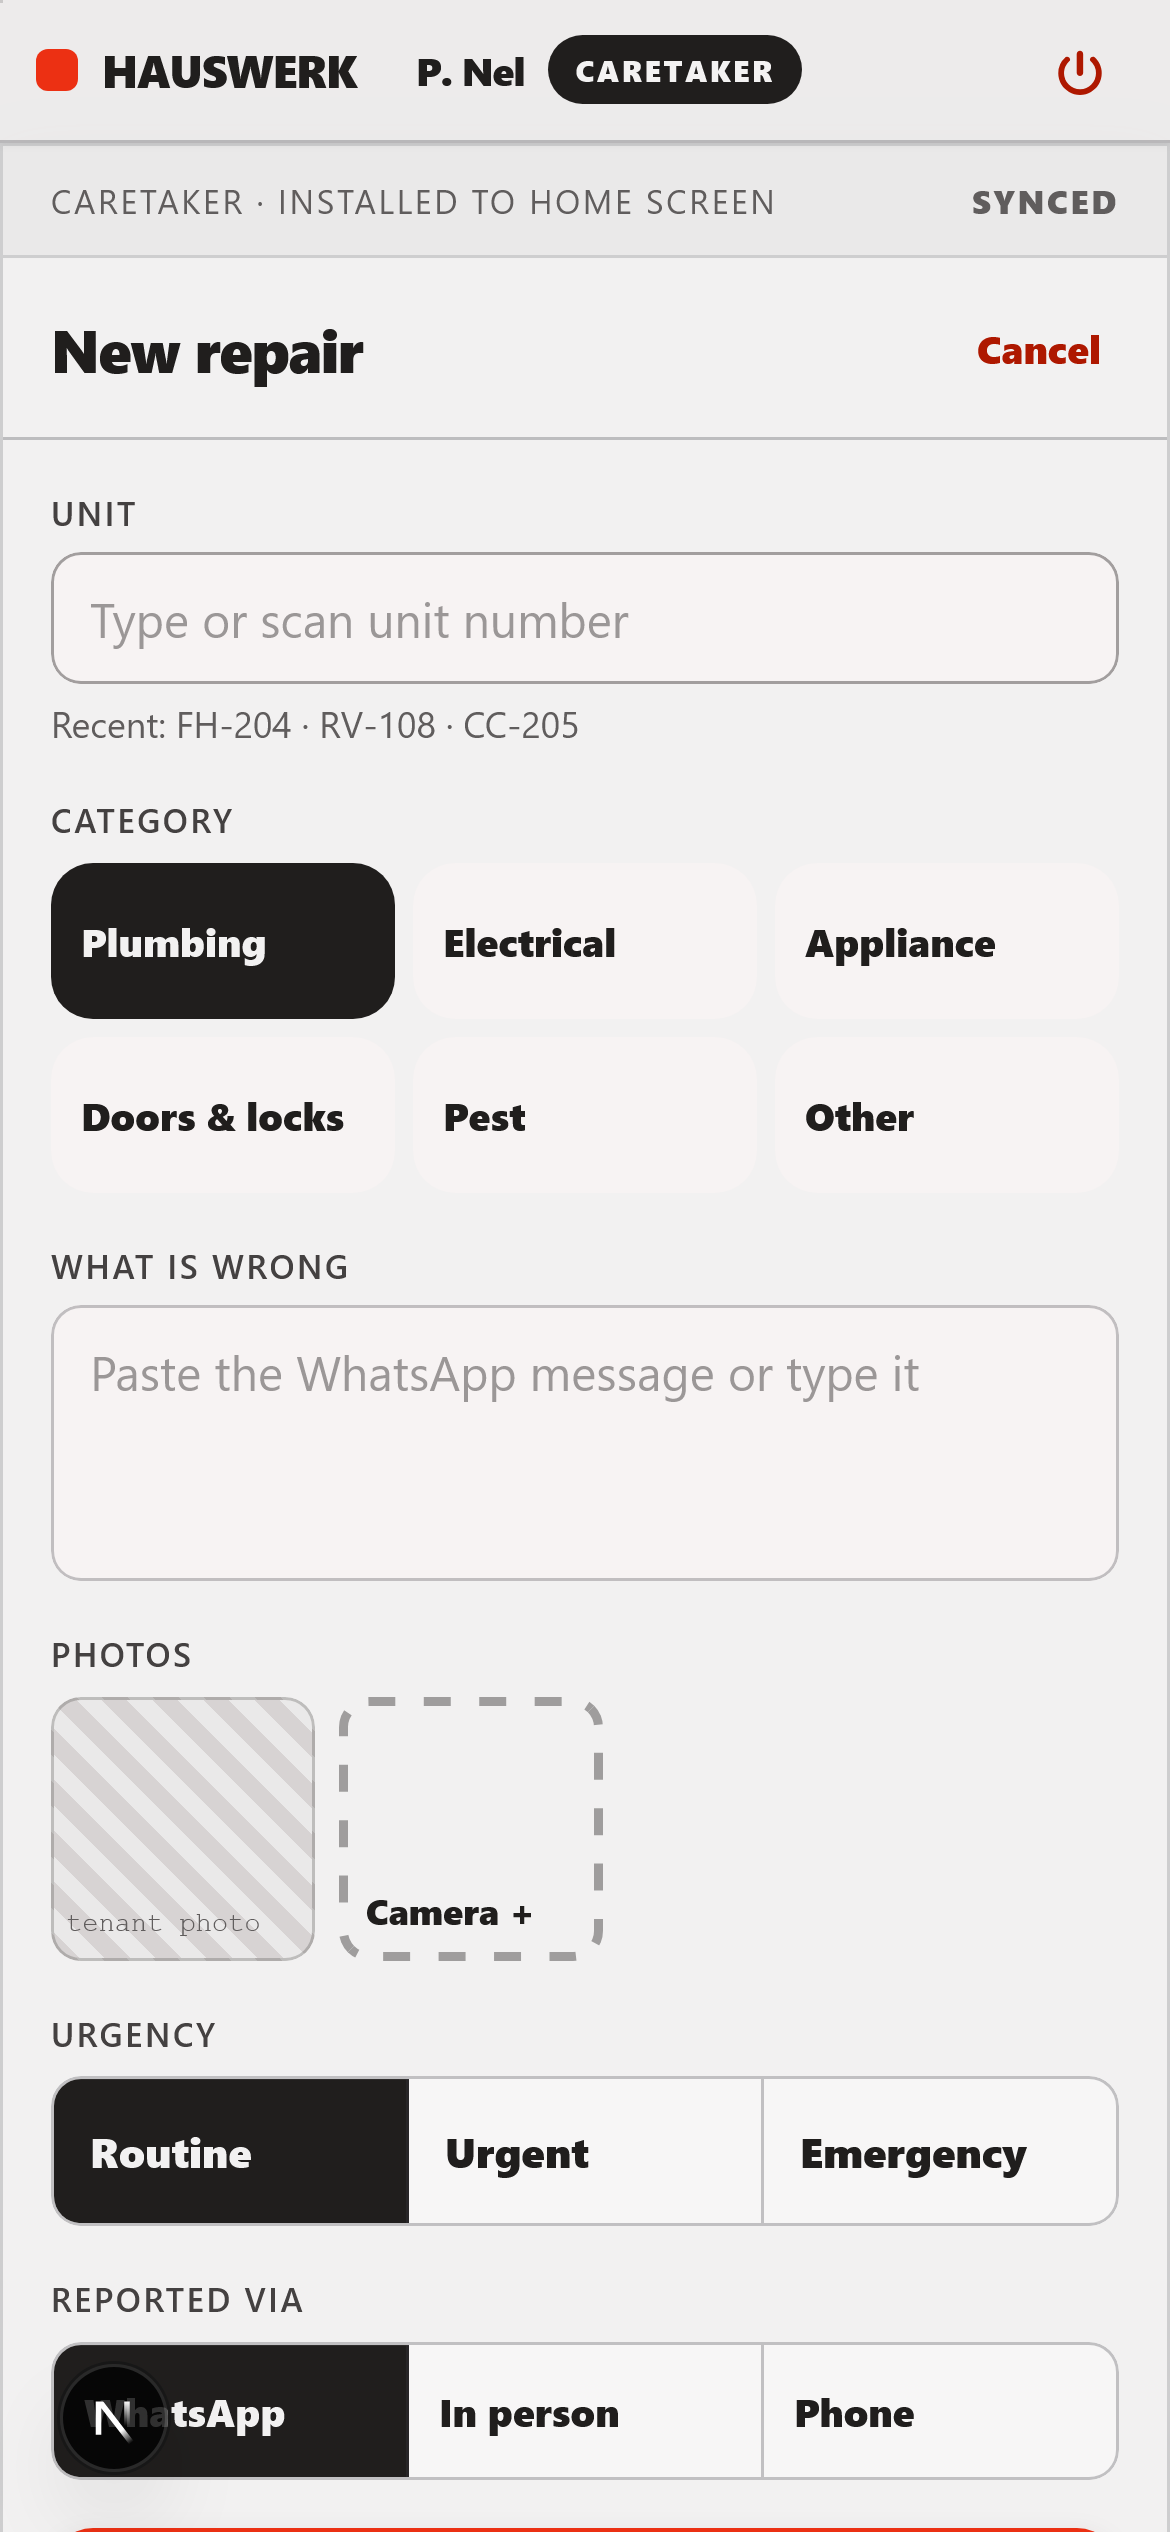 HAUSWERK P. Nel CARETAKER
CARETAKER · INSTALLED TO HOME SCREEN SYNCED
New repair Cancel
UNIT
Type or scan unit number
Recent: FH-204 · RV-108 · CC-205
CATEGORY
Plumbing Electrical Appliance
Doors & locks Pest Other
WHAT IS WRONG
Paste the WhatsApp message or type it
PHOTOS
tenant photo Camera +
URGENCY
Routine Urgent Emergency
REPORTED VIA
WhatsApp In person Phone
N